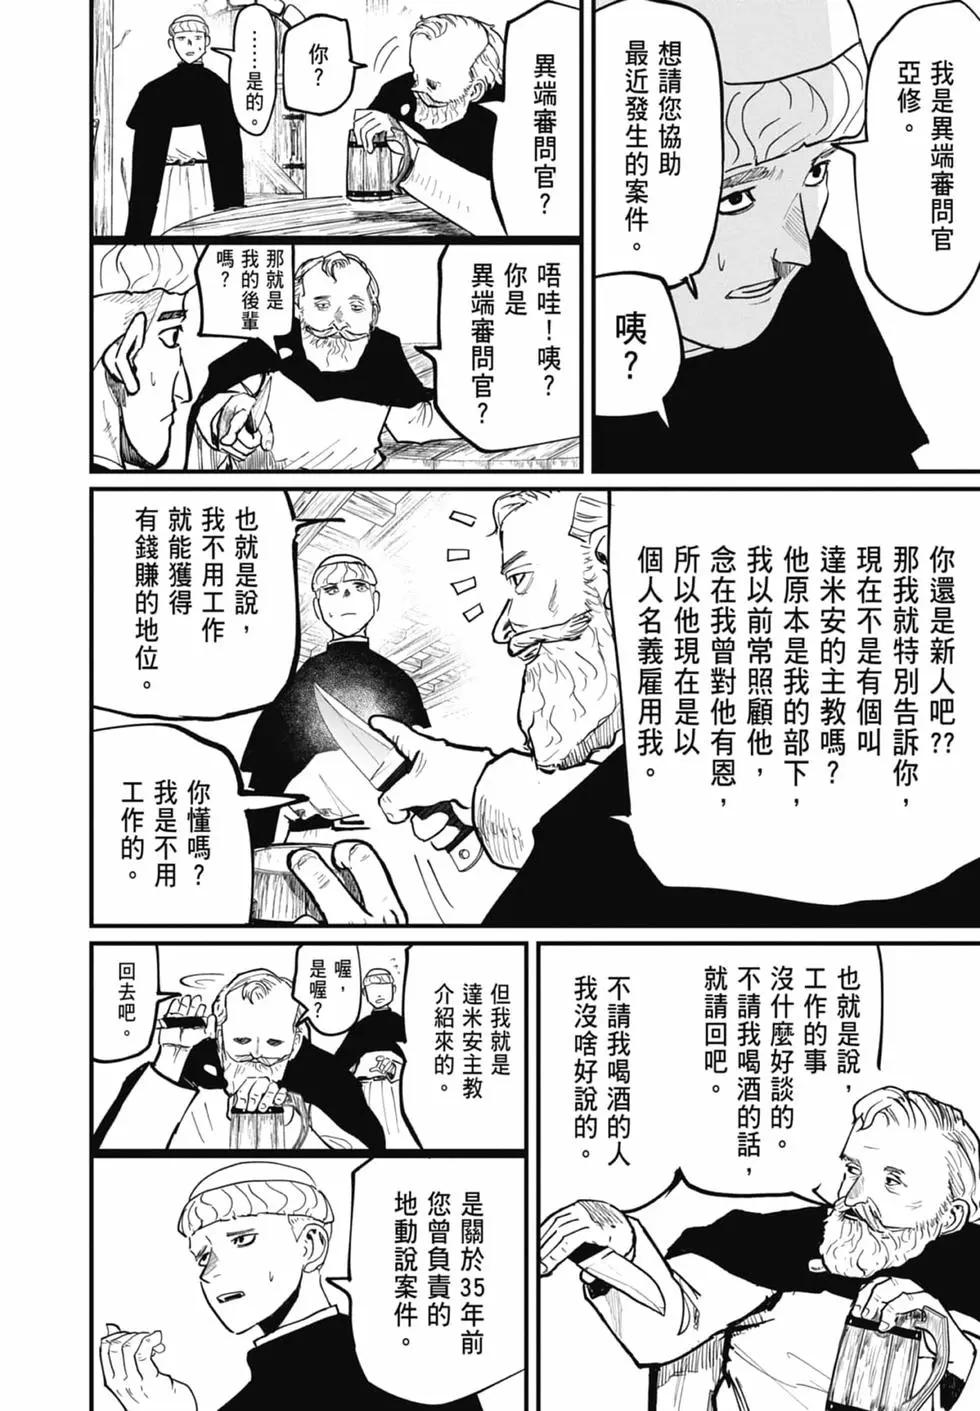 我是異端審問官
亞修。
想請您協助
最近發生的案件。
咦?
異端審問官?
你?
……是的。
唔哇!咦?
你是
異端審問官?
那就是
我的後輩
嗎?
你還是新人吧??
那我就特別告訴你,
現在不是有個叫
達米安的主教嗎?
他原本是我的部下,
我以前常照顧他,
念在我曾對他有恩,
所以他現在是以
個人名義雇用我。
也就是說,
我不用工作
就能獲得
有錢賺的地位。
你懂嗎?
我是不用
工作的。
也就是說,
工作的事
沒什麼好談的。
不請我喝酒的話,
就請回吧。
不請我喝酒的人
我沒啥好說的。
但我就是
達米安主教
介紹來的。
喔,
是喔?
回去吧。
是關於35年前
您曾負責的
地動說案件。